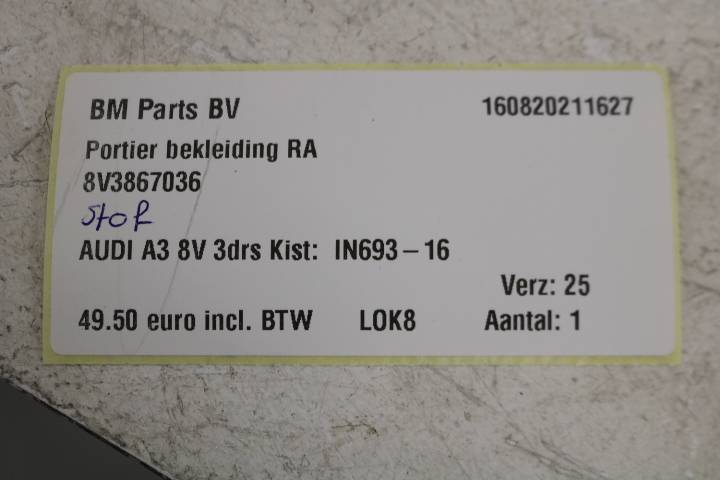 BM Parts BV 160820211627
Portier bekleiding RA
8V3867036
stof
AUDI A3 8V 3drs Kist: IN693-16
Verz: 25
49.50 euro incl. BTW LOK8 Aantal: 1